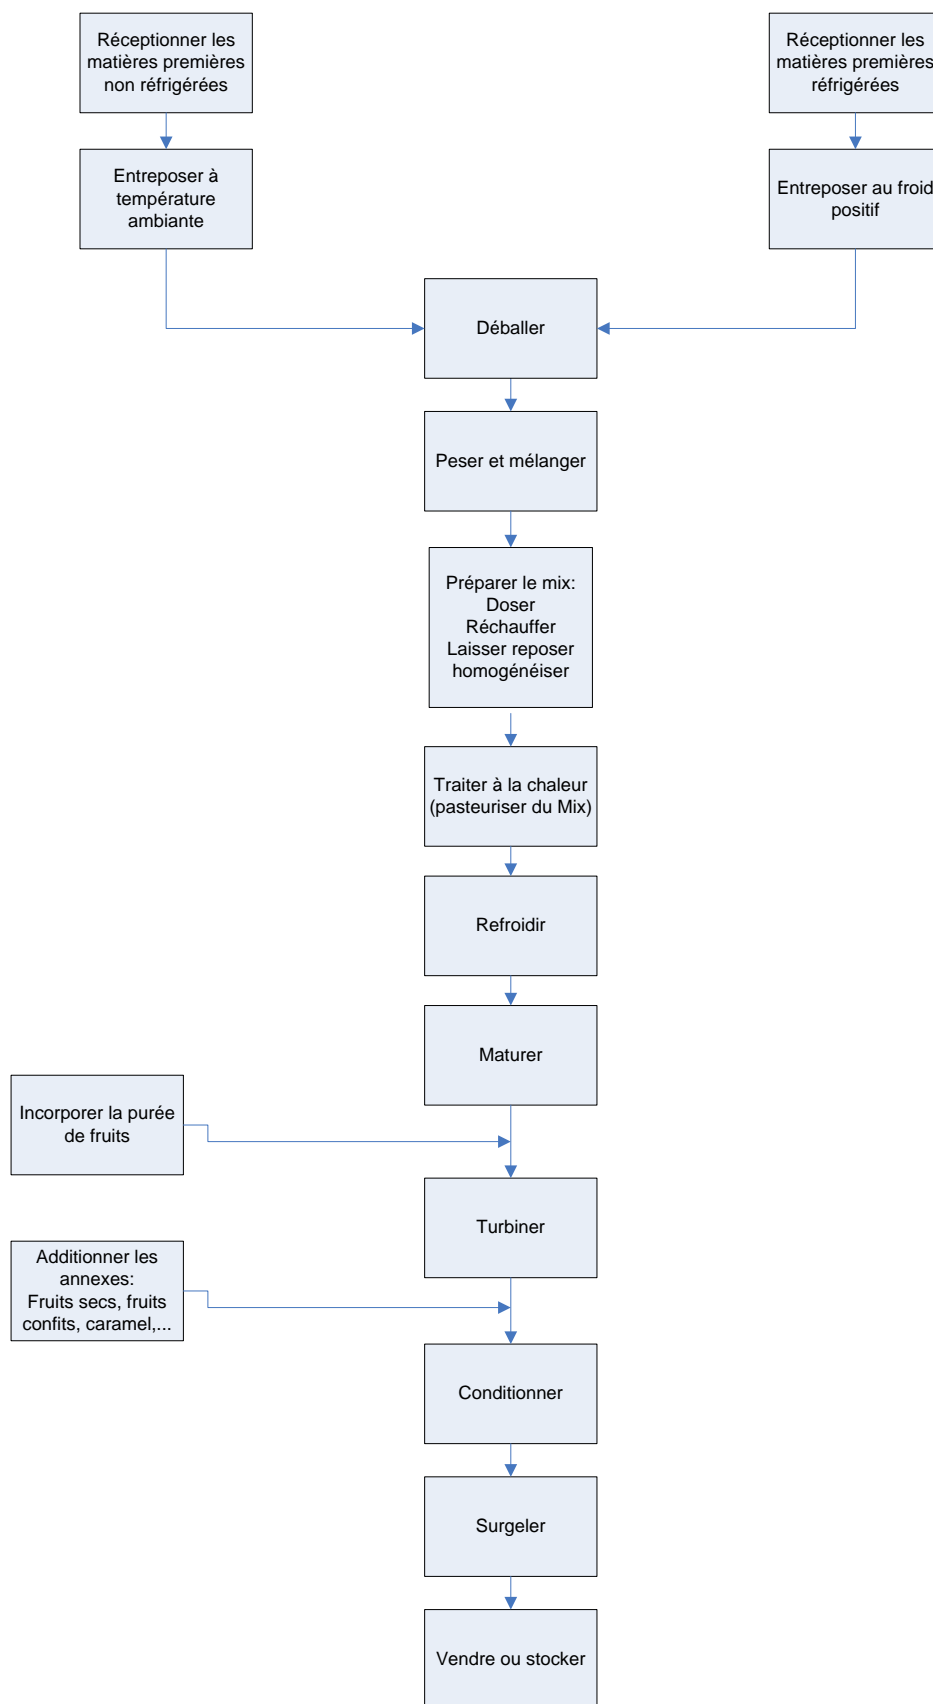 Réceptionner les
matières premières
non réfrigérées
Réceptionner les
matières premières
réfrigérées
Entreposer à
température
ambiante
Entreposer au froid
positif
Déballer
Peser et mélanger
Préparer le mix:
Doser
Réchauffer
Laisser reposer
homogénéiser
Traiter à la chaleur
(pasteuriser du Mix)
Refroidir
Maturer
Incorporer la purée
de fruits
Turbiner
Additionner les
annexes:
Fruits secs, fruits
confits, caramel,...
Conditionner
Surgeler
Vendre ou stocker